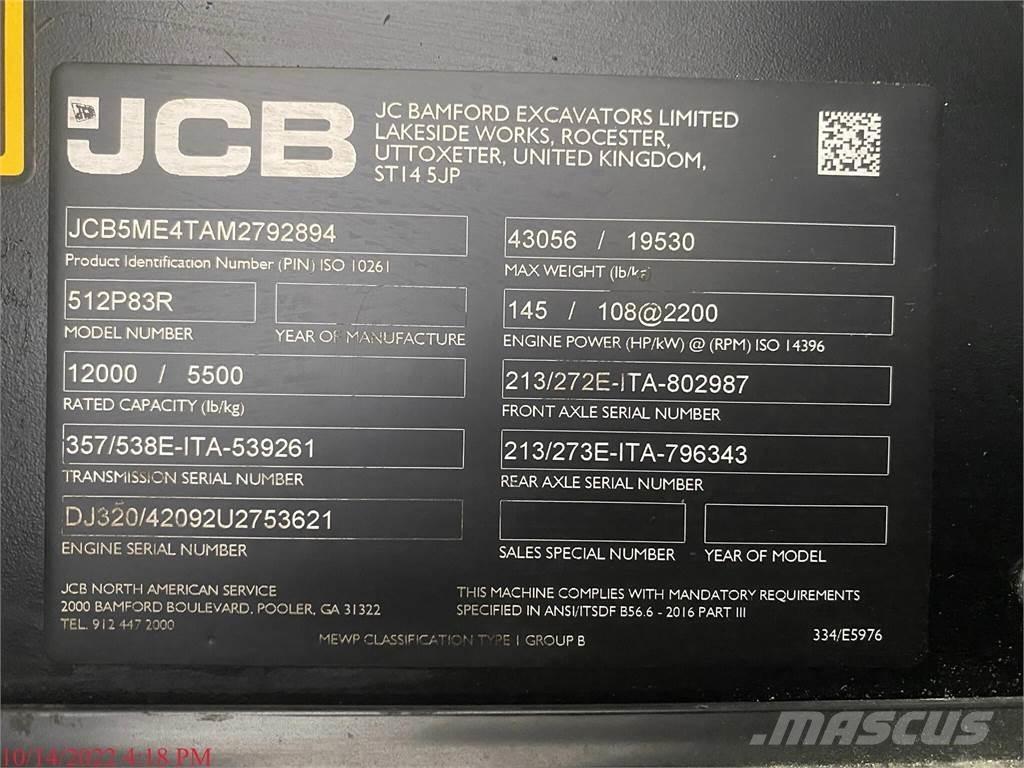 JCB
JC BAMFORD EXCAVATORS LIMITED
LAKESIDE WORKS, ROCESTER,
UTTOXETER, UNITED KINGDOM,
ST14 5JP
JCB5ME4TAM2792894
Product Identification Number (PIN) ISO 10261
43056 / 19530
MAX WEIGHT (lb/kg)
512P83R
MODEL NUMBER
YEAR OF MANUFACTURE
145 / 108@2200
ENGINE POWER (HP/kW) @ (RPM) ISO 14396
12000 / 5500
RATED CAPACITY (lb/kg)
213/272E-ITA-802987
FRONT AXLE SERIAL NUMBER
357/538E-ITA-539261
TRANSMISSION SERIAL NUMBER
213/273E-ITA-796343
REAR AXLE SERIAL NUMBER
DJ320/42092U2753621
ENGINE SERIAL NUMBER
SALES SPECIAL NUMBER
YEAR OF MODEL
JCB NORTH AMERICAN SERVICE
2000 BAMFORD BOULEVARD, POOLER, GA 31322
TEL. 912 447 2000
THIS MACHINE COMPLIES WITH MANDATORY REQUIREMENTS
SPECIFIED IN ANSI/ITSDF B56.6 - 2016 PART III
MEWP CLASSIFICATION TYPE 1 GROUP B
334/E5976
MASCUS
10/14/2022 4:18 PM